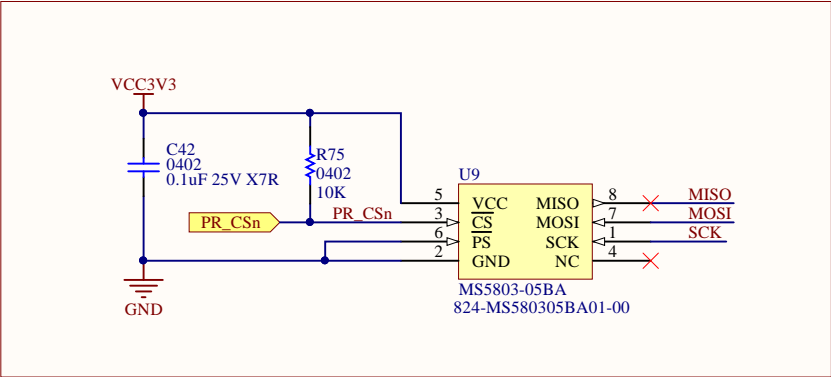 VCC3V3
C42
0402
0.1uF 25V X7R
R75
0402
10K
PR_CSn
PR_CSn
GND
U9
5 VCC MISO 8 MISO
3 CS MOSI 7 MOSI
6 PS SCK 1 SCK
2 GND NC 4
MS5803-05BA
824-MS580305BA01-00